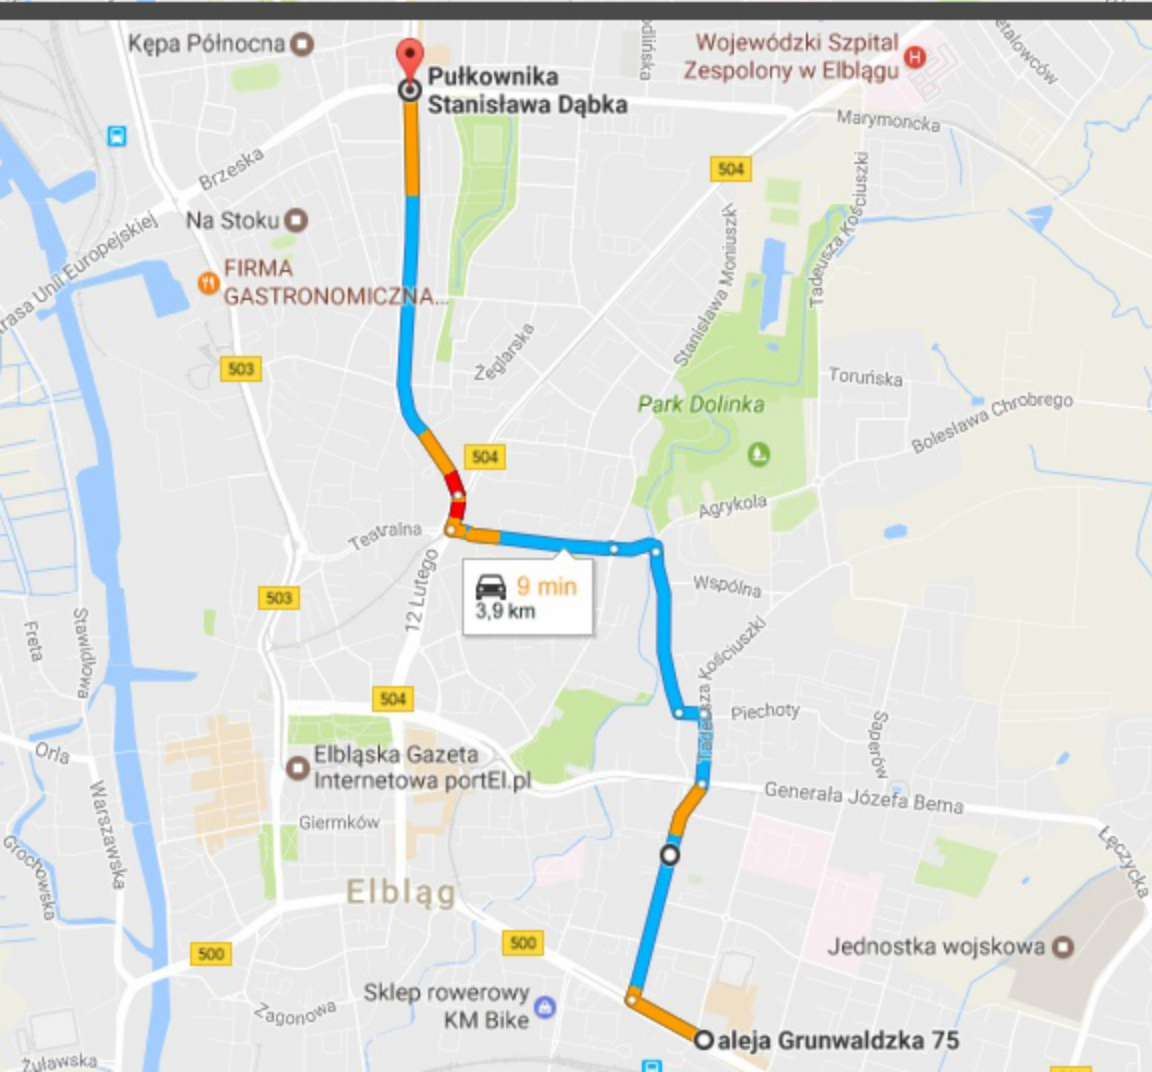 Kępa Północna
Wojewódzki Szpital
Zespolony w Elblągu
H
Pułkownika
Stanisława Dąbka
Marymoncka
Brzeska
504
Tadeusza Kościuszki
Na Stoku
Stanisława Moniuszki
FIRMA
GASTRONOMICZNA...
Trasa Unii Europejskiej
Żeglarska
503
Toruńska
Park Dolinka
Bolesława Chrobrego
504
Agrykola
Teatralna
9 min
3,9 km
Wspólna
12 Lutego
503
Freta
Stawidłowa
Tadeusza Kościuszki
504
Piechoty
Saperów
Orla
Elbląska Gazeta
Internetowa portEl.pl
Generała Józefa Bema
Warszawska
Giermków
Łęczycka
Grochowska
Elbląg
500
500
Jednostka wojskowa
Sklep rowerowy
KM Bike
Zagonowa
aleja Grunwaldzka 75
Żuławska